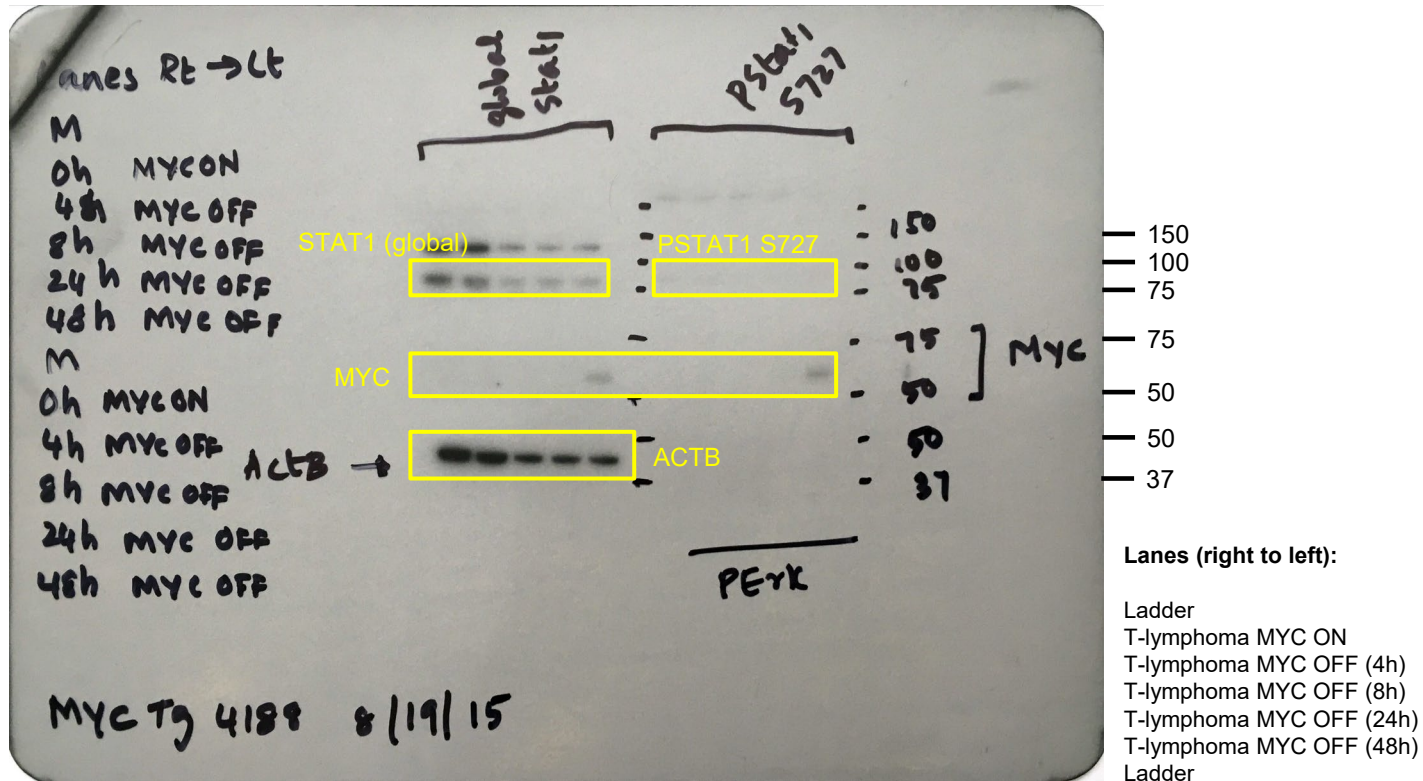 Lanes Rt → Lt
M
0h MYC ON
MYC OFF
8h MYC OFF
24h MYC OFF
48h MYC OFF
M
0h MYC ON
4h MYC OFF
8h MYC OFF
24h MYC OFF
48h MYC OFF
MYC Tg 4188 8/19/15
global
Stat1
PStat1
S727
STAT1 (global)
PSTAT1 S727
MYC
ActB →
ACTB
PErK
150
100
75
75
50
50
37
MYC
150
100
75
75
50
50
37
Lanes (right to left):
Ladder
T-lymphoma MYC ON
T-lymphoma MYC OFF (4h)
T-lymphoma MYC OFF (8h)
T-lymphoma MYC OFF (24h)
T-lymphoma MYC OFF (48h)
Ladder